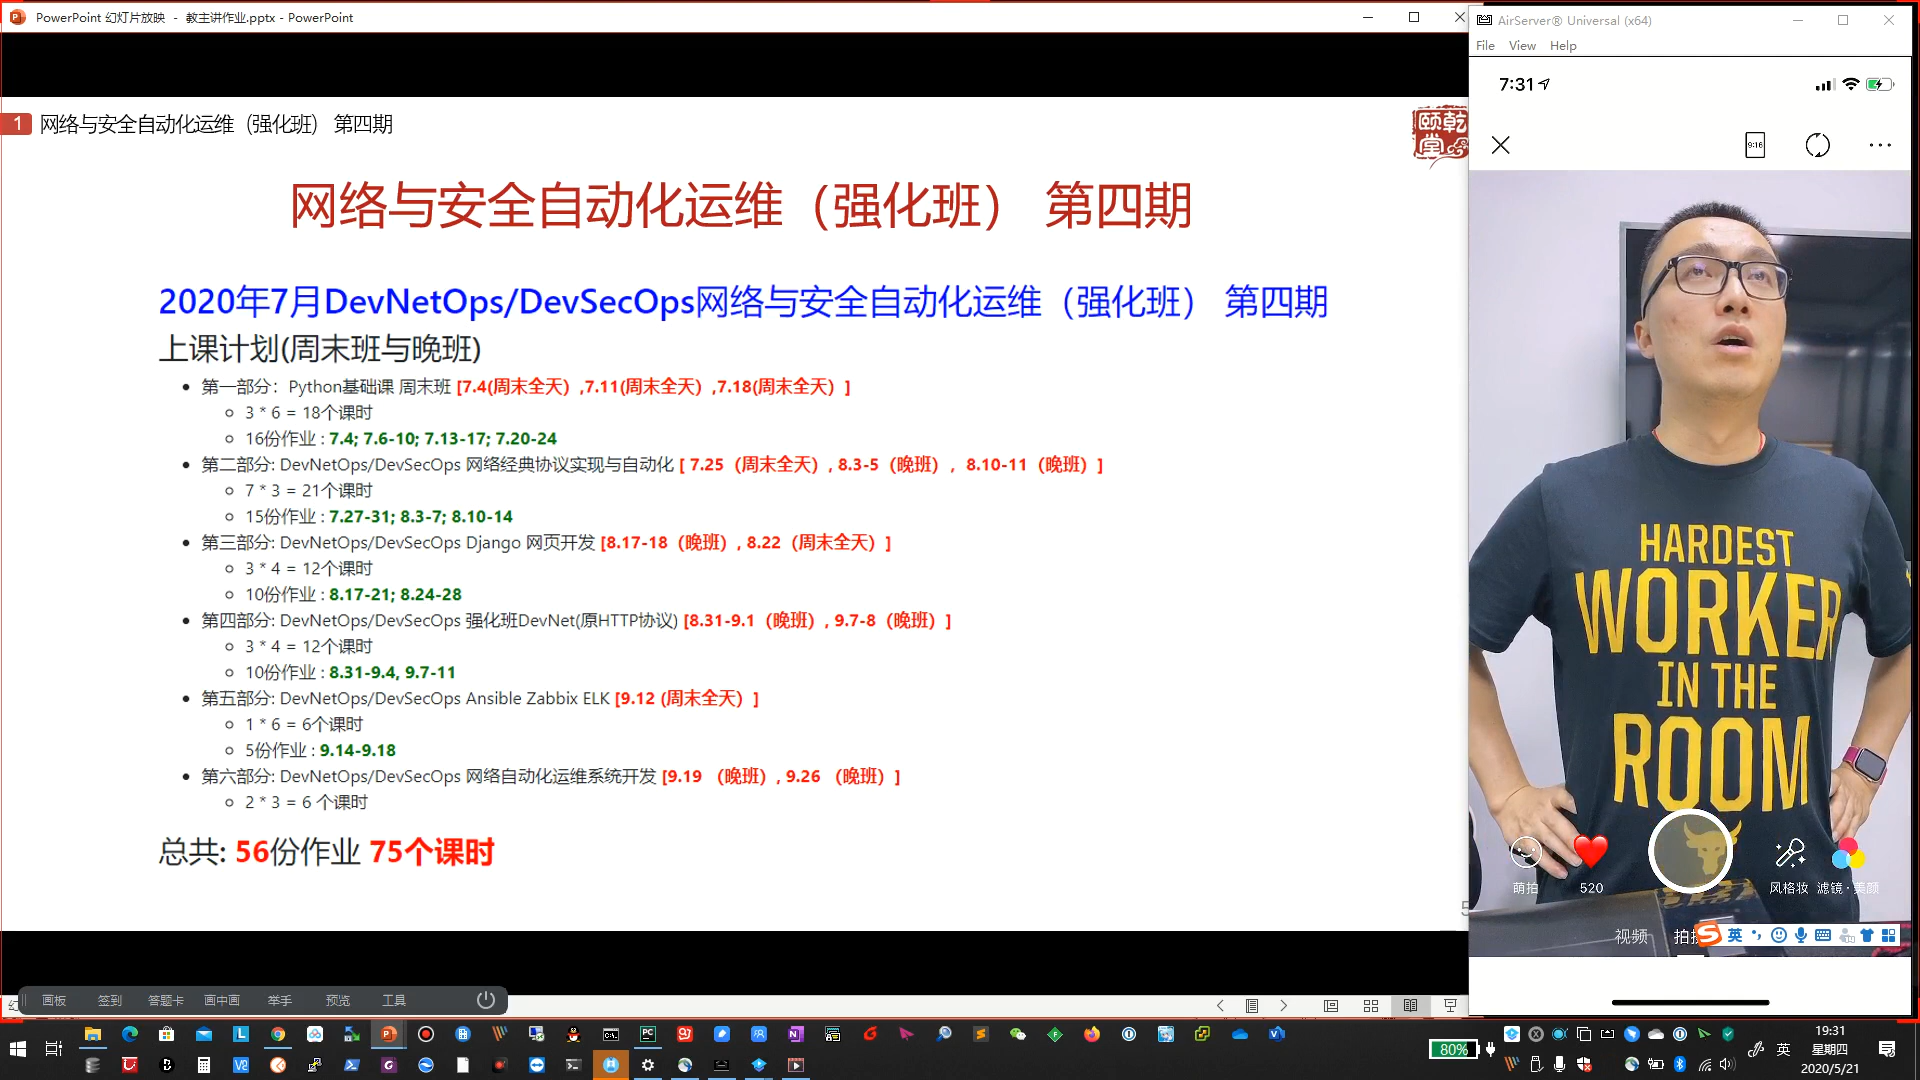 PowerPoint 幻灯片放映 - 教主讲作业.pptx - PowerPoint
1 网络与安全自动化运维（强化班） 第四期
颐乾堂
网络与安全自动化运维（强化班） 第四期
2020年7月DevNetOps/DevSecOps网络与安全自动化运维（强化班） 第四期
上课计划(周末班与晚班)
第一部分：Python基础课 周末班 [7.4(周末全天）,7.11(周末全天）,7.18(周末全天）]
3 * 6 = 18个课时
16份作业 : 7.4; 7.6-10; 7.13-17; 7.20-24
第二部分: DevNetOps/DevSecOps 网络经典协议实现与自动化 [ 7.25（周末全天）, 8.3-5（晚班）, 8.10-11（晚班）]
7 * 3 = 21个课时
15份作业 : 7.27-31; 8.3-7; 8.10-14
第三部分: DevNetOps/DevSecOps Django 网页开发 [8.17-18（晚班）, 8.22（周末全天）]
3 * 4 = 12个课时
10份作业 : 8.17-21; 8.24-28
第四部分: DevNetOps/DevSecOps 强化班DevNet(原HTTP协议) [8.31-9.1（晚班）, 9.7-8（晚班）]
3 * 4 = 12个课时
10份作业 : 8.31-9.4, 9.7-11
第五部分: DevNetOps/DevSecOps Ansible Zabbix ELK [9.12 (周末全天）]
1 * 6 = 6个课时
5份作业 : 9.14-9.18
第六部分: DevNetOps/DevSecOps 网络自动化运维系统开发 [9.19 （晚班）, 9.26 （晚班）]
2 * 3 = 6 个课时
总共: 56份作业 75个课时
画板 签到 答题卡 画中画 举手 预览 工具
AirServer® Universal (x64)
File View Help
7:31
9:16
HARDEST
WORKER
IN THE
ROOM
萌拍 520 风格妆 滤镜·美颜
视频
英
80%
英
19:31
星期四
2020/5/21